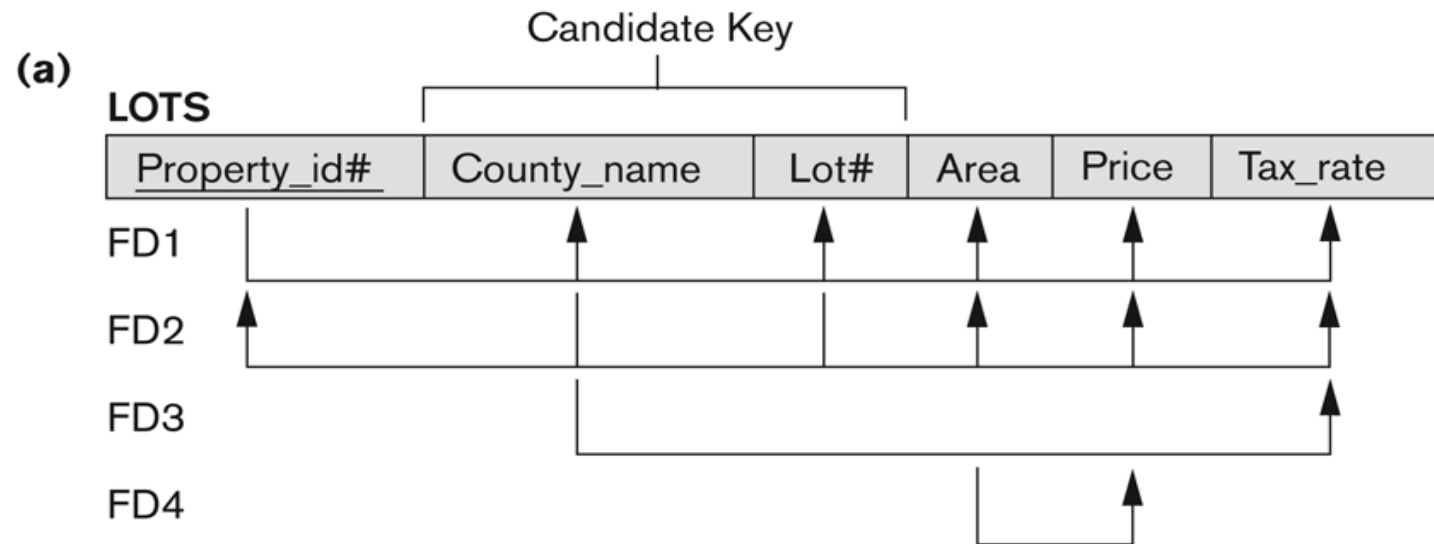 Candidate Key
(a)
LOTS
Property_id# County_name Lot# Area Price Tax_rate
FD1
FD2
FD3
FD4